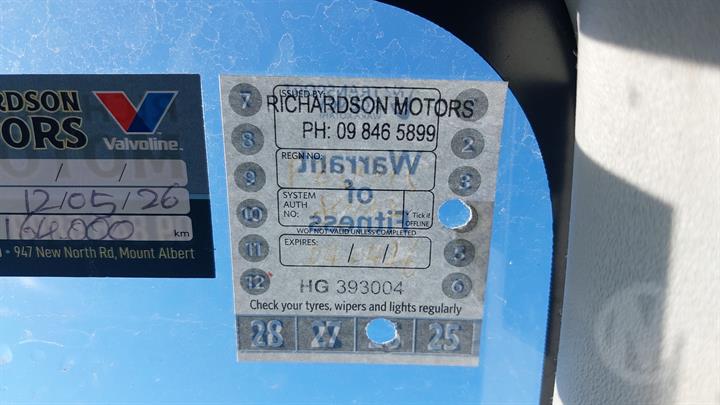 RDSON
ORS
Valvoline
/ /
12/05/26
164,000 km
• 947 New North Rd, Mount Albert
ISSUED BY:
RICHARDSON MOTORS
PH: 09 846 5899
REGN NO:
Warrant
of
Fitness
SYSTEM
AUTH
NO:
Tick if
OFFLINE
WOF NOT VALID UNLESS COMPLETED
EXPIRES: / /
HG 393004
Check your tyres, wipers and lights regularly
7
8
9
10
11
12
2
3
5
6
28 27 25